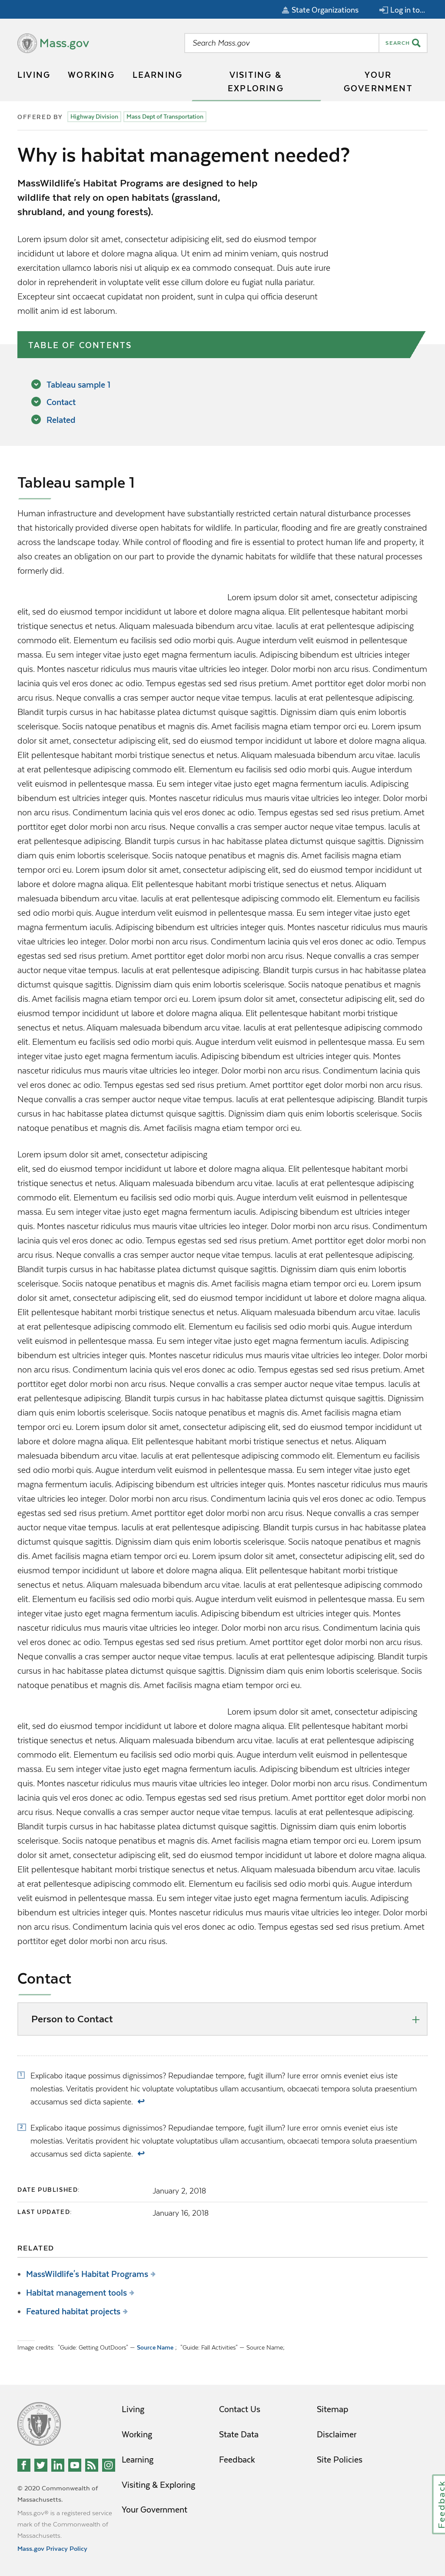 State Organizations
Log in to...
Mass.gov
Search Mass.gov
SEARCH
LIVING
WORKING
LEARNING
VISITING &
EXPLORING
YOUR
GOVERNMENT
OFFERED BY Highway Division Mass Dept of Transportation
Why is habitat management needed?
MassWildlife's Habitat Programs are designed to help
wildlife that rely on open habitats (grassland,
shrubland, and young forests).
Lorem ipsum dolor sit amet, consectetur adipisicing elit, sed do eiusmod tempor
incididunt ut labore et dolore magna aliqua. Ut enim ad minim veniam, quis nostrud
exercitation ullamco laboris nisi ut aliquip ex ea commodo consequat. Duis aute irure
dolor in reprehenderit in voluptate velit esse cillum dolore eu fugiat nulla pariatur.
Excepteur sint occaecat cupidatat non proident, sunt in culpa qui officia deserunt
mollit anim id est laborum.
TABLE OF CONTENTS
Tableau sample 1
Contact
Related
Tableau sample 1
Human infrastructure and development have substantially restricted certain natural disturbance processes
that historically provided diverse open habitats for wildlife. In particular, flooding and fire are greatly constrained
across the landscape today. While control of flooding and fire is essential to protect human life and property, it
also creates an obligation on our part to provide the dynamic habitats for wildlife that these natural processes
formerly did.
Lorem ipsum dolor sit amet, consectetur adipiscing
elit, sed do eiusmod tempor incididunt ut labore et dolore magna aliqua. Elit pellentesque habitant morbi
tristique senectus et netus. Aliquam malesuada bibendum arcu vitae. Iaculis at erat pellentesque adipiscing
commodo elit. Elementum eu facilisis sed odio morbi quis. Augue interdum velit euismod in pellentesque
massa. Eu sem integer vitae justo eget magna fermentum iaculis. Adipiscing bibendum est ultricies integer
quis. Montes nascetur ridiculus mus mauris vitae ultricies leo integer. Dolor morbi non arcu risus. Condimentum
lacinia quis vel eros donec ac odio. Tempus egestas sed sed risus pretium. Amet porttitor eget dolor morbi non
arcu risus. Neque convallis a cras semper auctor neque vitae tempus. Iaculis at erat pellentesque adipiscing.
Blandit turpis cursus in hac habitasse platea dictumst quisque sagittis. Dignissim diam quis enim lobortis
scelerisque. Sociis natoque penatibus et magnis dis. Amet facilisis magna etiam tempor orci eu. Lorem ipsum
dolor sit amet, consectetur adipiscing elit, sed do eiusmod tempor incididunt ut labore et dolore magna aliqua.
Elit pellentesque habitant morbi tristique senectus et netus. Aliquam malesuada bibendum arcu vitae. Iaculis
at erat pellentesque adipiscing commodo elit. Elementum eu facilisis sed odio morbi quis. Augue interdum
velit euismod in pellentesque massa. Eu sem integer vitae justo eget magna fermentum iaculis. Adipiscing
bibendum est ultricies integer quis. Montes nascetur ridiculus mus mauris vitae ultricies leo integer. Dolor morbi
non arcu risus. Condimentum lacinia quis vel eros donec ac odio. Tempus egestas sed sed risus pretium. Amet
porttitor eget dolor morbi non arcu risus. Neque convallis a cras semper auctor neque vitae tempus. Iaculis at
erat pellentesque adipiscing. Blandit turpis cursus in hac habitasse platea dictumst quisque sagittis. Dignissim
diam quis enim lobortis scelerisque. Sociis natoque penatibus et magnis dis. Amet facilisis magna etiam
tempor orci eu. Lorem ipsum dolor sit amet, consectetur adipiscing elit, sed do eiusmod tempor incididunt ut
labore et dolore magna aliqua. Elit pellentesque habitant morbi tristique senectus et netus. Aliquam
malesuada bibendum arcu vitae. Iaculis at erat pellentesque adipiscing commodo elit. Elementum eu facilisis
sed odio morbi quis. Augue interdum velit euismod in pellentesque massa. Eu sem integer vitae justo eget
magna fermentum iaculis. Adipiscing bibendum est ultricies integer quis. Montes nascetur ridiculus mus mauris
vitae ultricies leo integer. Dolor morbi non arcu risus. Condimentum lacinia quis vel eros donec ac odio. Tempus
egestas sed sed risus pretium. Amet porttitor eget dolor morbi non arcu risus. Neque convallis a cras semper
auctor neque vitae tempus. Iaculis at erat pellentesque adipiscing. Blandit turpis cursus in hac habitasse platea
dictumst quisque sagittis. Dignissim diam quis enim lobortis scelerisque. Sociis natoque penatibus et magnis
dis. Amet facilisis magna etiam tempor orci eu. Lorem ipsum dolor sit amet, consectetur adipiscing elit, sed do
eiusmod tempor incididunt ut labore et dolore magna aliqua. Elit pellentesque habitant morbi tristique
senectus et netus. Aliquam malesuada bibendum arcu vitae. Iaculis at erat pellentesque adipiscing commodo
elit. Elementum eu facilisis sed odio morbi quis. Augue interdum velit euismod in pellentesque massa. Eu sem
integer vitae justo eget magna fermentum iaculis. Adipiscing bibendum est ultricies integer quis. Montes
nascetur ridiculus mus mauris vitae ultricies leo integer. Dolor morbi non arcu risus. Condimentum lacinia quis
vel eros donec ac odio. Tempus egestas sed sed risus pretium. Amet porttitor eget dolor morbi non arcu risus.
Neque convallis a cras semper auctor neque vitae tempus. Iaculis at erat pellentesque adipiscing. Blandit turpis
cursus in hac habitasse platea dictumst quisque sagittis. Dignissim diam quis enim lobortis scelerisque. Sociis
natoque penatibus et magnis dis. Amet facilisis magna etiam tempor orci eu.
Lorem ipsum dolor sit amet, consectetur adipiscing
elit, sed do eiusmod tempor incididunt ut labore et dolore magna aliqua. Elit pellentesque habitant morbi
tristique senectus et netus. Aliquam malesuada bibendum arcu vitae. Iaculis at erat pellentesque adipiscing
commodo elit. Elementum eu facilisis sed odio morbi quis. Augue interdum velit euismod in pellentesque
massa. Eu sem integer vitae justo eget magna fermentum iaculis. Adipiscing bibendum est ultricies integer
quis. Montes nascetur ridiculus mus mauris vitae ultricies leo integer. Dolor morbi non arcu risus. Condimentum
lacinia quis vel eros donec ac odio. Tempus egestas sed sed risus pretium. Amet porttitor eget dolor morbi non
arcu risus. Neque convallis a cras semper auctor neque vitae tempus. Iaculis at erat pellentesque adipiscing.
Blandit turpis cursus in hac habitasse platea dictumst quisque sagittis. Dignissim diam quis enim lobortis
scelerisque. Sociis natoque penatibus et magnis dis. Amet facilisis magna etiam tempor orci eu. Lorem ipsum
dolor sit amet, consectetur adipiscing elit, sed do eiusmod tempor incididunt ut labore et dolore magna aliqua.
Elit pellentesque habitant morbi tristique senectus et netus. Aliquam malesuada bibendum arcu vitae. Iaculis
at erat pellentesque adipiscing commodo elit. Elementum eu facilisis sed odio morbi quis. Augue interdum
velit euismod in pellentesque massa. Eu sem integer vitae justo eget magna fermentum iaculis. Adipiscing
bibendum est ultricies integer quis. Montes nascetur ridiculus mus mauris vitae ultricies leo integer. Dolor morbi
non arcu risus. Condimentum lacinia quis vel eros donec ac odio. Tempus egestas sed sed risus pretium. Amet
porttitor eget dolor morbi non arcu risus. Neque convallis a cras semper auctor neque vitae tempus. Iaculis at
erat pellentesque adipiscing. Blandit turpis cursus in hac habitasse platea dictumst quisque sagittis. Dignissim
diam quis enim lobortis scelerisque. Sociis natoque penatibus et magnis dis. Amet facilisis magna etiam
tempor orci eu. Lorem ipsum dolor sit amet, consectetur adipiscing elit, sed do eiusmod tempor incididunt ut
labore et dolore magna aliqua. Elit pellentesque habitant morbi tristique senectus et netus. Aliquam
malesuada bibendum arcu vitae. Iaculis at erat pellentesque adipiscing commodo elit. Elementum eu facilisis
sed odio morbi quis. Augue interdum velit euismod in pellentesque massa. Eu sem integer vitae justo eget
magna fermentum iaculis. Adipiscing bibendum est ultricies integer quis. Montes nascetur ridiculus mus mauris
vitae ultricies leo integer. Dolor morbi non arcu risus. Condimentum lacinia quis vel eros donec ac odio. Tempus
egestas sed sed risus pretium. Amet porttitor eget dolor morbi non arcu risus. Neque convallis a cras semper
auctor neque vitae tempus. Iaculis at erat pellentesque adipiscing. Blandit turpis cursus in hac habitasse platea
dictumst quisque sagittis. Dignissim diam quis enim lobortis scelerisque. Sociis natoque penatibus et magnis
dis. Amet facilisis magna etiam tempor orci eu. Lorem ipsum dolor sit amet, consectetur adipiscing elit, sed do
eiusmod tempor incididunt ut labore et dolore magna aliqua. Elit pellentesque habitant morbi tristique
senectus et netus. Aliquam malesuada bibendum arcu vitae. Iaculis at erat pellentesque adipiscing commodo
elit. Elementum eu facilisis sed odio morbi quis. Augue interdum velit euismod in pellentesque massa. Eu sem
integer vitae justo eget magna fermentum iaculis. Adipiscing bibendum est ultricies integer quis. Montes
nascetur ridiculus mus mauris vitae ultricies leo integer. Dolor morbi non arcu risus. Condimentum lacinia quis
vel eros donec ac odio. Tempus egestas sed sed risus pretium. Amet porttitor eget dolor morbi non arcu risus.
Neque convallis a cras semper auctor neque vitae tempus. Iaculis at erat pellentesque adipiscing. Blandit turpis
cursus in hac habitasse platea dictumst quisque sagittis. Dignissim diam quis enim lobortis scelerisque. Sociis
natoque penatibus et magnis dis. Amet facilisis magna etiam tempor orci eu.
Lorem ipsum dolor sit amet, consectetur adipiscing
elit, sed do eiusmod tempor incididunt ut labore et dolore magna aliqua. Elit pellentesque habitant morbi
tristique senectus et netus. Aliquam malesuada bibendum arcu vitae. Iaculis at erat pellentesque adipiscing
commodo elit. Elementum eu facilisis sed odio morbi quis. Augue interdum velit euismod in pellentesque
massa. Eu sem integer vitae justo eget magna fermentum iaculis. Adipiscing bibendum est ultricies integer
quis. Montes nascetur ridiculus mus mauris vitae ultricies leo integer. Dolor morbi non arcu risus. Condimentum
lacinia quis vel eros donec ac odio. Tempus egestas sed sed risus pretium. Amet porttitor eget dolor morbi non
arcu risus. Neque convallis a cras semper auctor neque vitae tempus. Iaculis at erat pellentesque adipiscing.
Blandit turpis cursus in hac habitasse platea dictumst quisque sagittis. Dignissim diam quis enim lobortis
scelerisque. Sociis natoque penatibus et magnis dis. Amet facilisis magna etiam tempor orci eu. Lorem ipsum
dolor sit amet, consectetur adipiscing elit, sed do eiusmod tempor incididunt ut labore et dolore magna aliqua.
Elit pellentesque habitant morbi tristique senectus et netus. Aliquam malesuada bibendum arcu vitae. Iaculis
at erat pellentesque adipiscing commodo elit. Elementum eu facilisis sed odio morbi quis. Augue interdum
velit euismod in pellentesque massa. Eu sem integer vitae justo eget magna fermentum iaculis. Adipiscing
bibendum est ultricies integer quis. Montes nascetur ridiculus mus mauris vitae ultricies leo integer. Dolor morbi
non arcu risus. Condimentum lacinia quis vel eros donec ac odio. Tempus egestas sed sed risus pretium. Amet
porttitor eget dolor morbi non arcu risus.
Contact
Person to Contact
1 Explicabo itaque possimus dignissimos? Repudiandae tempore, fugit illum? Iure error omnis eveniet eius iste
molestias. Veritatis provident hic voluptate voluptatibus ullam accusantium, obcaecati tempora soluta praesentium
accusamus sed dicta sapiente. ↩
2 Explicabo itaque possimus dignissimos? Repudiandae tempore, fugit illum? Iure error omnis eveniet eius iste
molestias. Veritatis provident hic voluptate voluptatibus ullam accusantium, obcaecati tempora soluta praesentium
accusamus sed dicta sapiente. ↩
DATE PUBLISHED: January 2, 2018
LAST UPDATED: January 16, 2018
RELATED
MassWildlife's Habitat Programs
Habitat management tools
Featured habitat projects
Image credits: "Guide: Getting OutDoors" — Source Name ; "Guide: Fall Activities" — Source Name;
Living
Working
Learning
Visiting & Exploring
Your Government
Contact Us
State Data
Feedback
Sitemap
Disclaimer
Site Policies
© 2020 Commonwealth of
Massachusetts.
Mass.gov® is a registered service
mark of the Commonwealth of
Massachusetts.
Mass.gov Privacy Policy
Feedback